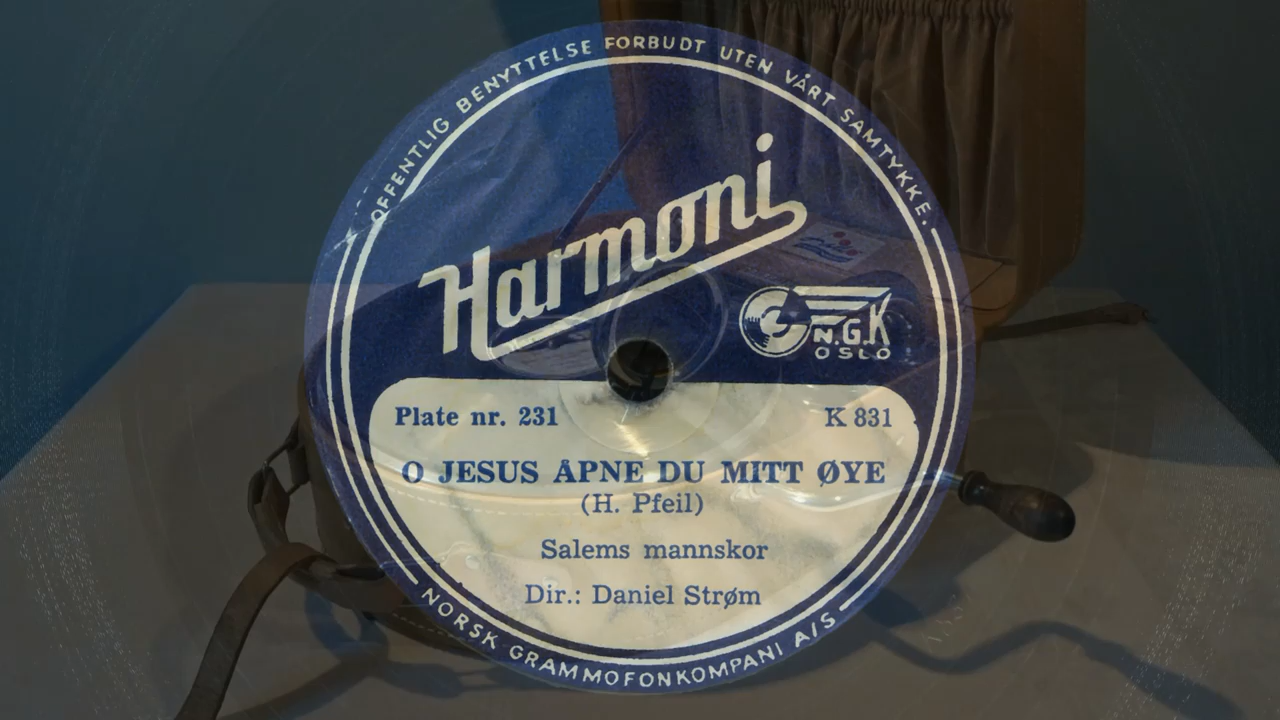 OFFENTLIG BENYTTELSE FORBUDT UTEN VÅRT SAMTYKKE.
Harmoni
N.G.K
OSLO
Plate nr. 231 K 831
O JESUS ÅPNE DU MITT ØYE
(H. Pfeil)
Salems mannskor
Dir.: Daniel Strøm
NORSK GRAMMOFONKOMPANI A/S